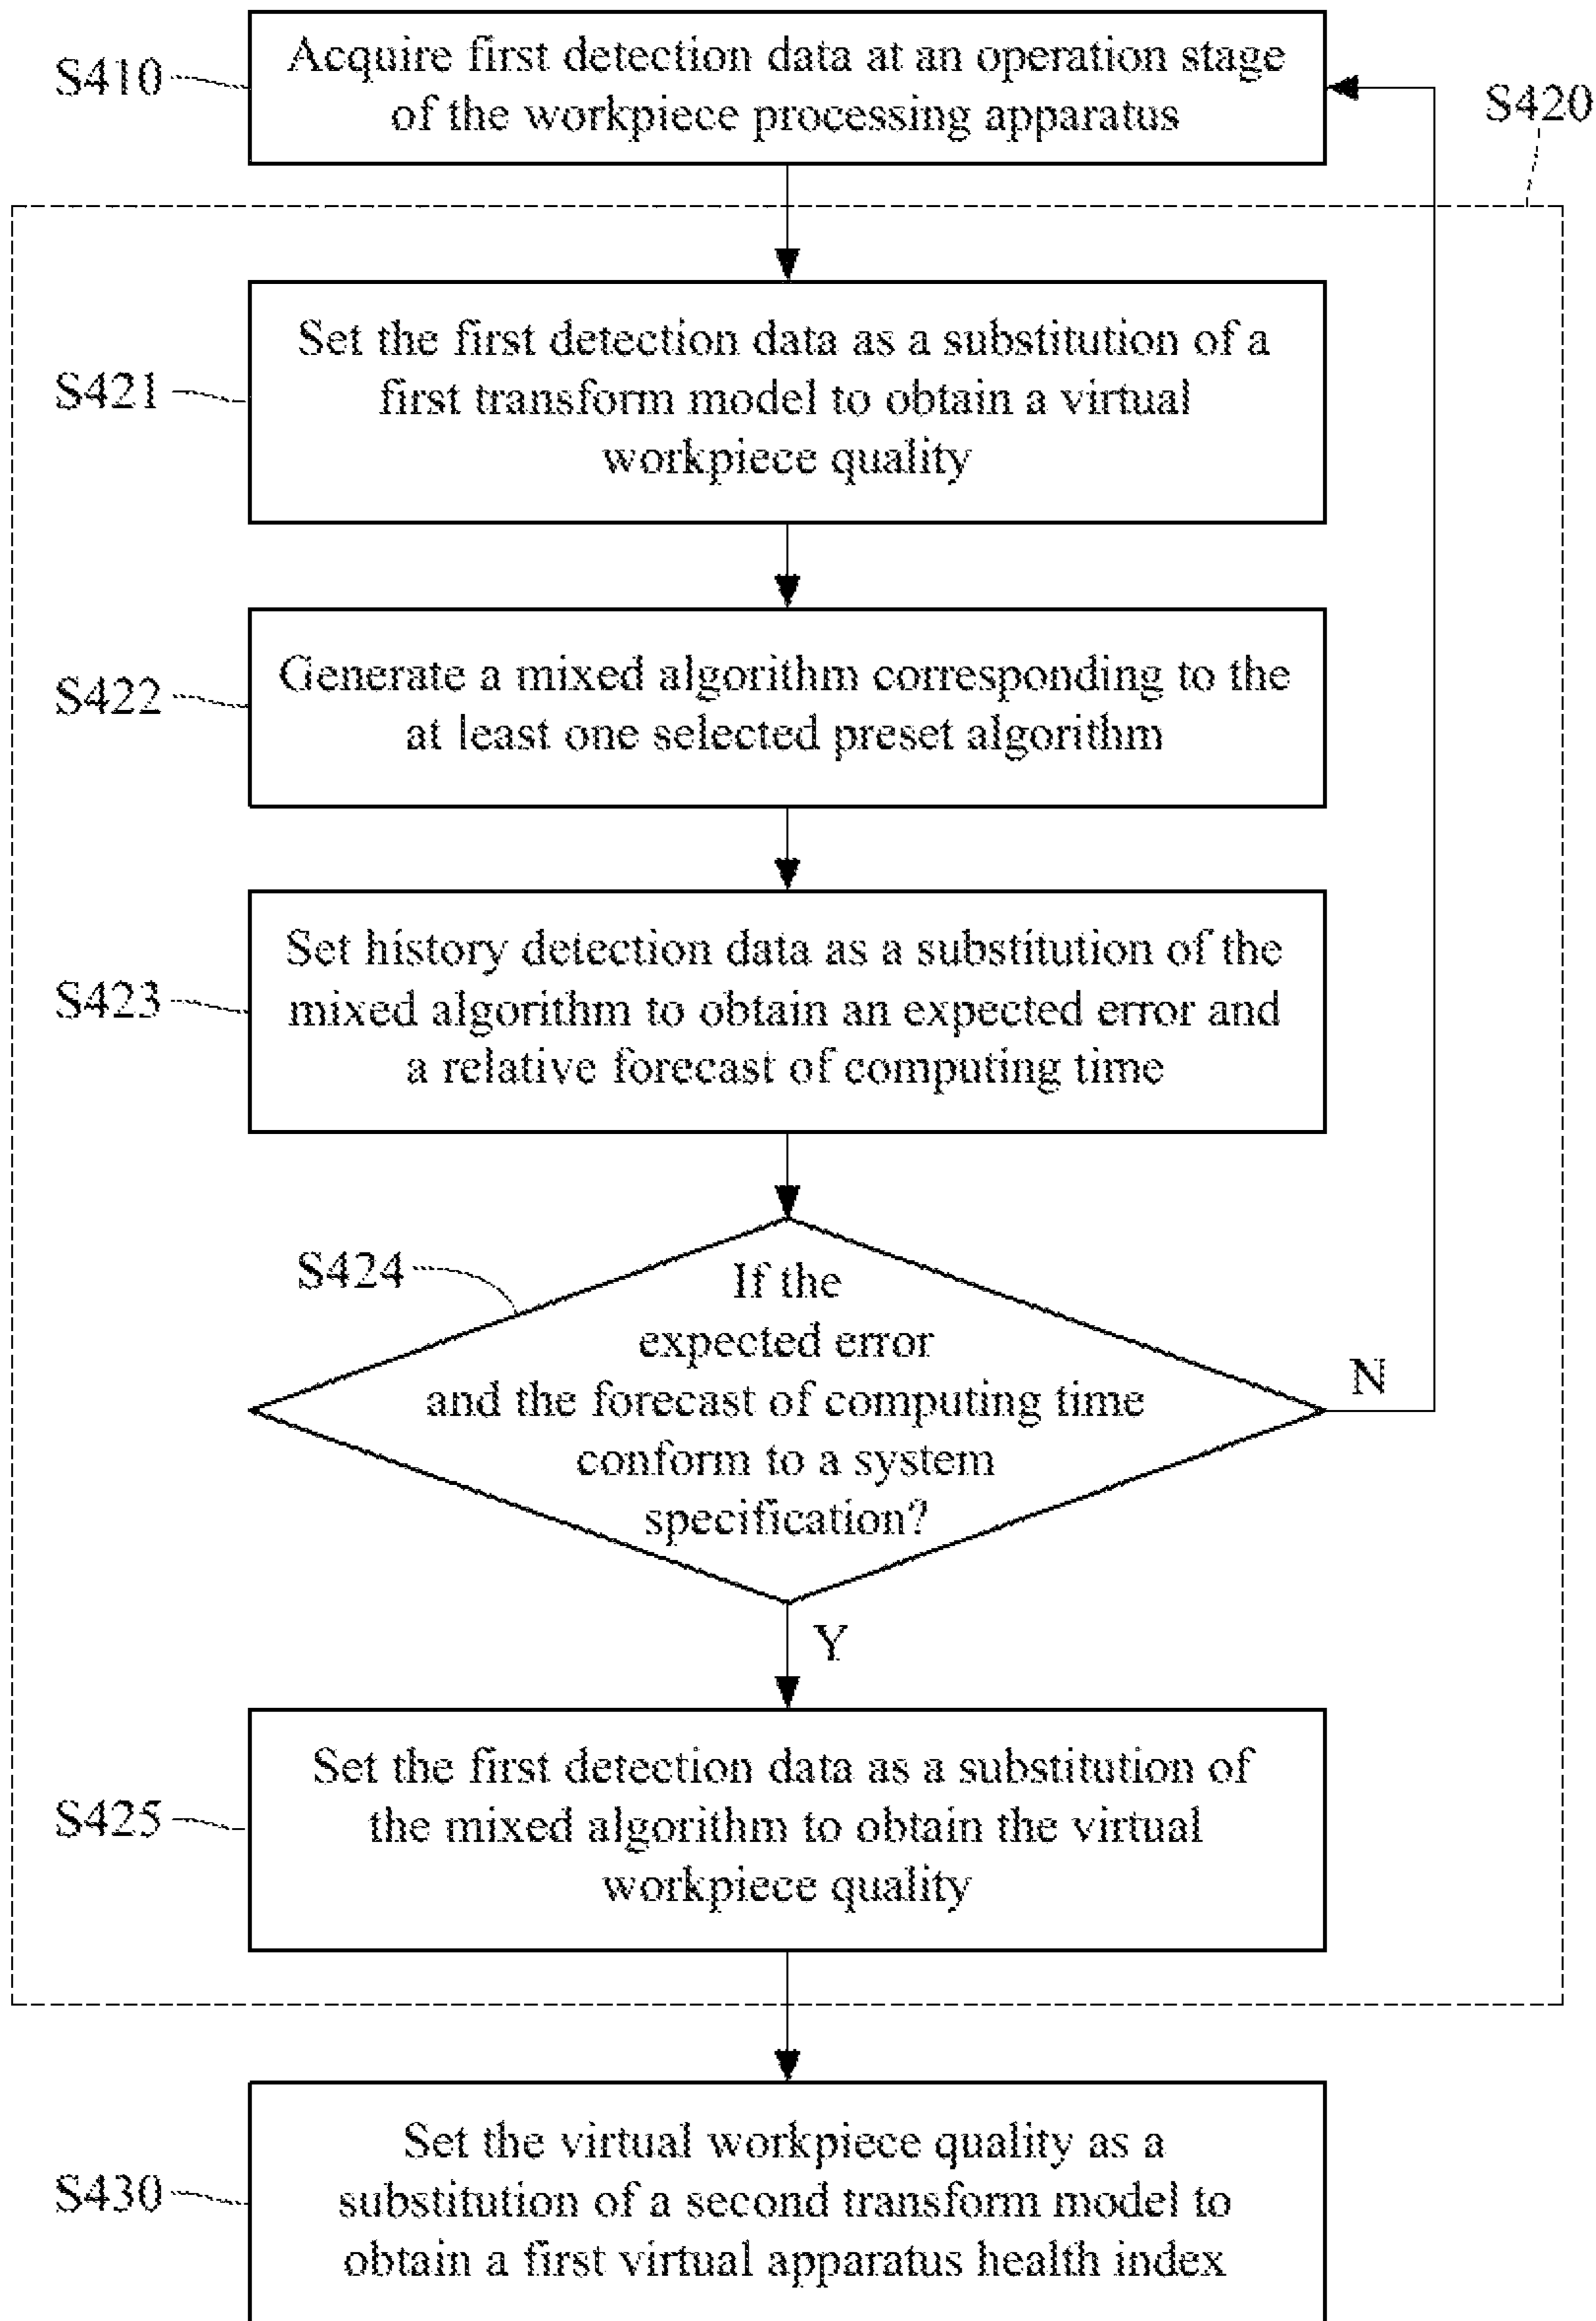 S410
Acquire first detection data at an operation stage
of the workpiece processing apparatus
S420
S421
Set the first detection data as a substitution of a
first transform model to obtain a virtual
workpiece quality
S422
Generate a mixed algorithm corresponding to the
at least one selected preset algorithm
S423
Set history detection data as a substitution of the
mixed algorithm to obtain an expected error and
a relative forecast of computing time
S424
If the
expected error
and the forecast of computing time
conform to a system
specification?
N
Y
S425
Set the first detection data as a substitution of
the mixed algorithm to obtain the virtual
workpiece quality
S430
Set the virtual workpiece quality as a
substitution of a second transform model to
obtain a first virtual apparatus health index